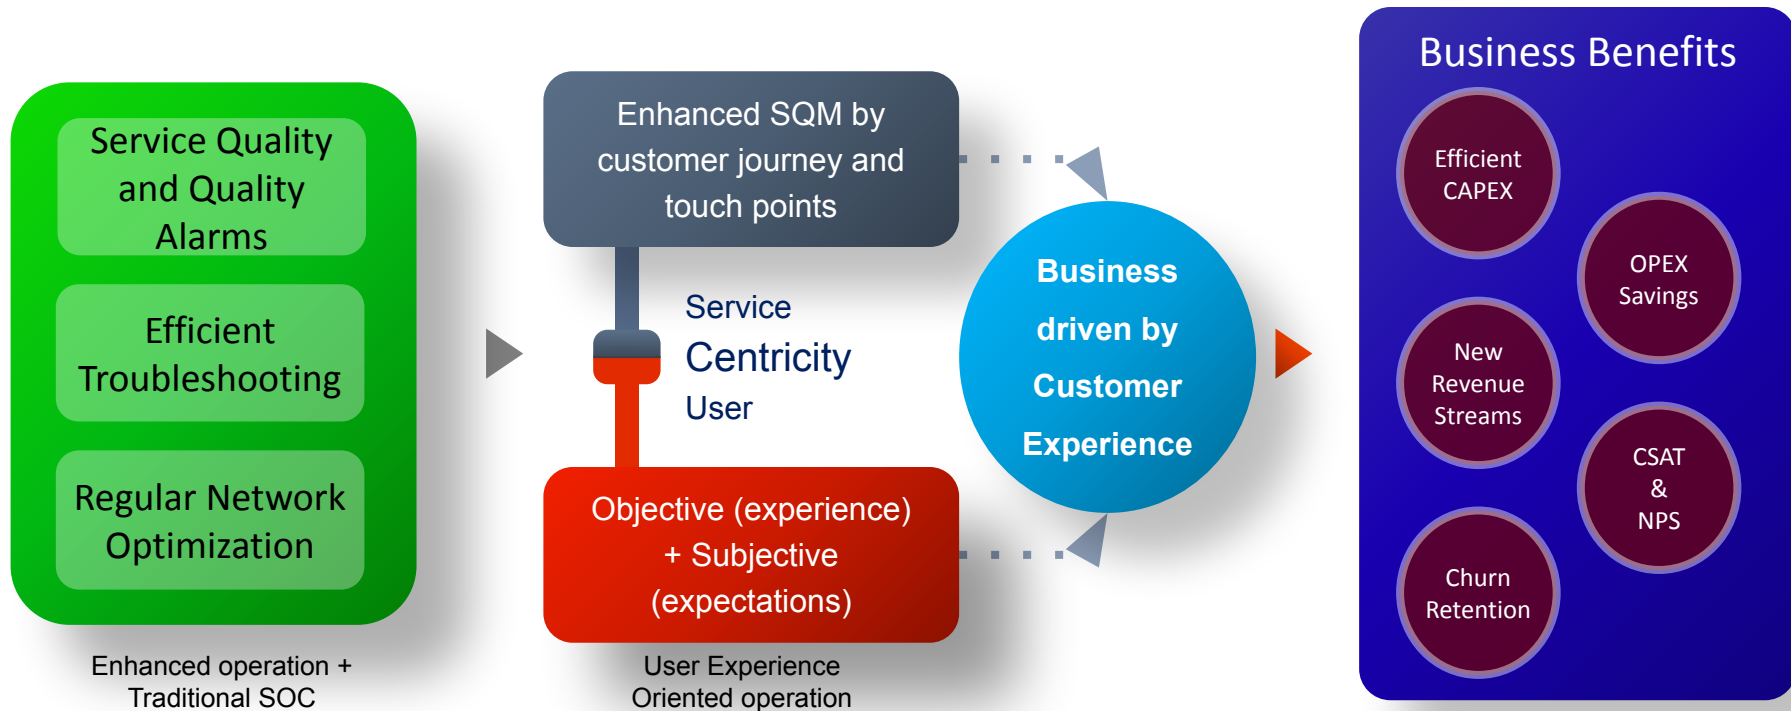 Service Quality
and Quality
Alarms
Efficient
Troubleshooting
Regular Network
Optimization
Enhanced operation +
Traditional SOC
Enhanced SQM by
customer journey and
touch points
Service
Centricity
User
Objective (experience)
+ Subjective
(expectations)
User Experience
Oriented operation
Business
driven by
Customer
Experience
Business Benefits
Efficient
CAPEX
OPEX
Savings
New
Revenue
Streams
CSAT
&
NPS
Churn
Retention